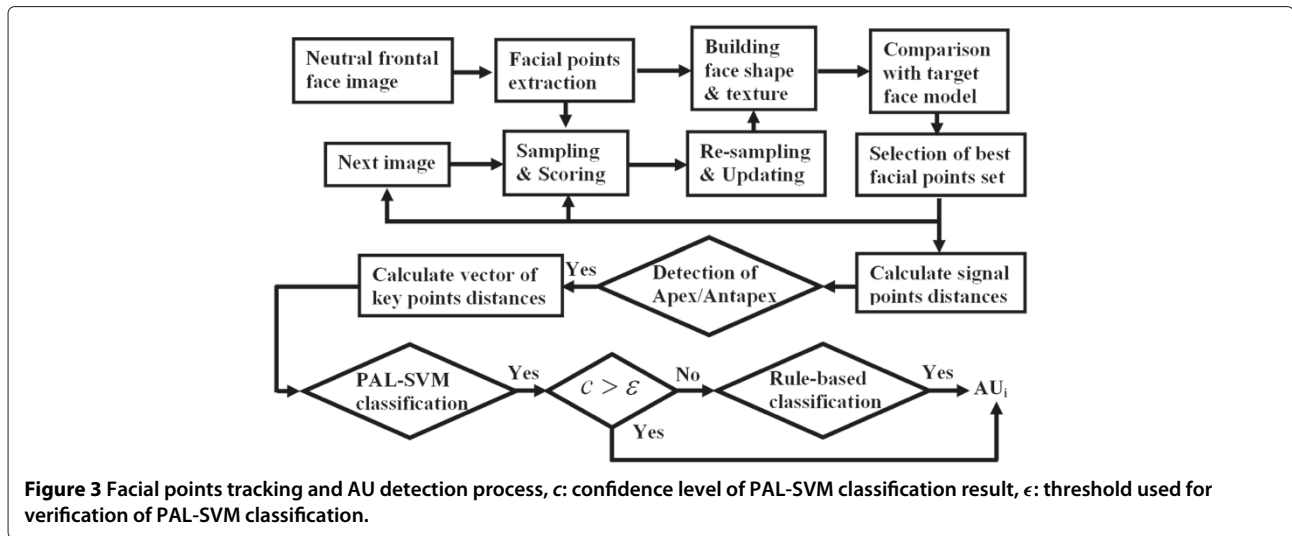 Neutral frontal
face image
Facial points
extraction
Building
face shape
& texture
Comparison
with target
face model
Next image
Sampling
& Scoring
Re-sampling
& Updating
Selection of best
facial points set
Calculate vector of
key points distances
Yes
Detection of
Apex/Antapex
Calculate signal
points distances
PAL-SVM
classification
Yes
c > ε
No
Yes
Rule-based
classification
Yes
AUi
Figure 3 Facial points tracking and AU detection process, c: confidence level of PAL-SVM classification result, ϵ: threshold used for
verification of PAL-SVM classification.